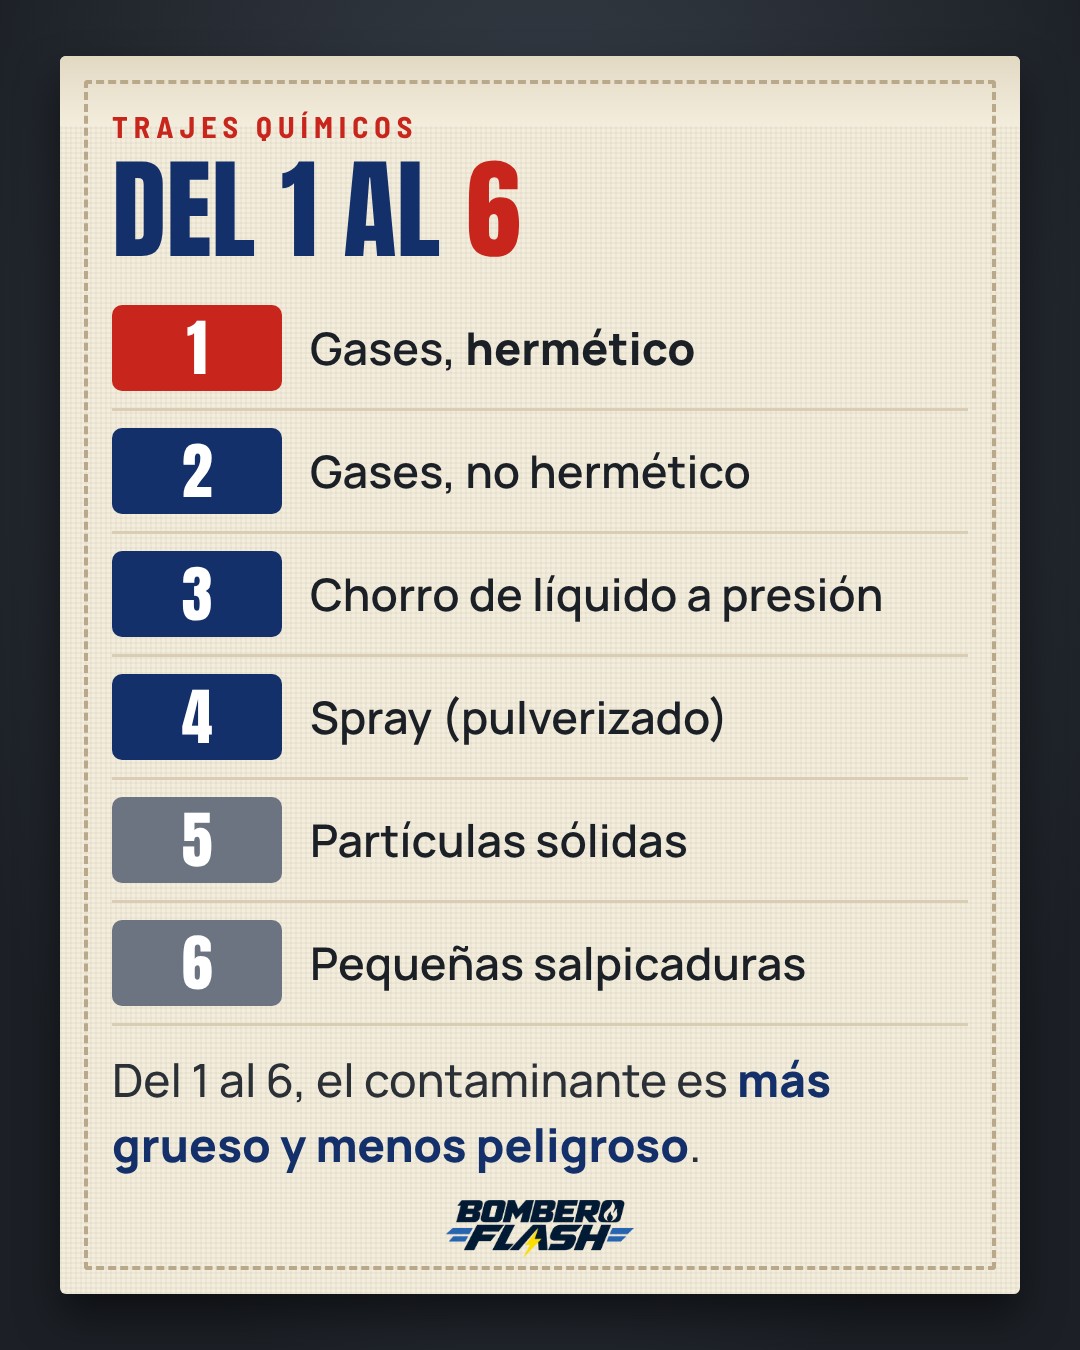 TRAJES QUÍMICOS
DEL 1 AL 6
1 Gases, hermético
2 Gases, no hermético
3 Chorro de líquido a presión
4 Spray (pulverizado)
5 Partículas sólidas
6 Pequeñas salpicaduras
Del 1 al 6, el contaminante es más
grueso y menos peligroso.
BOMBERO
FLASH